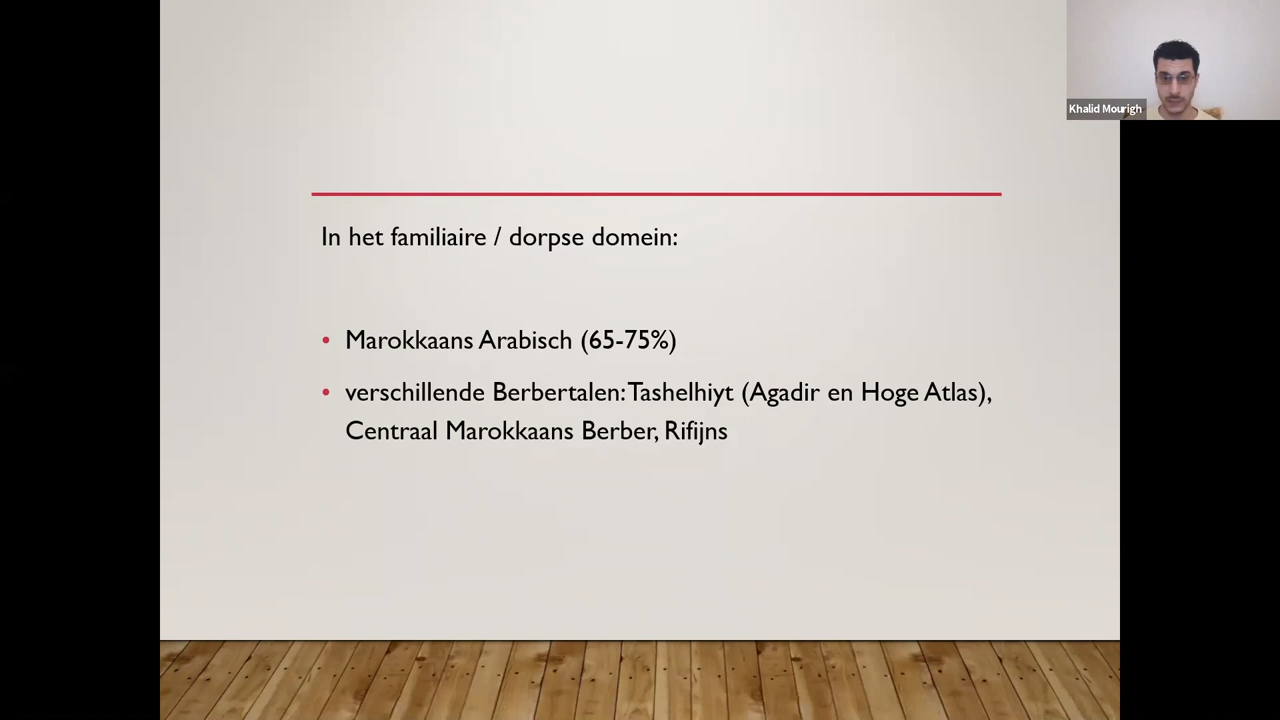 Khalid Mourigh
In het familiaire / dorpse domein:
• Marokkaans Arabisch (65-75%)
• verschillende Berbertalen: Tashelhiyt (Agadir en Hoge Atlas),
Centraal Marokkaans Berber, Rifijns